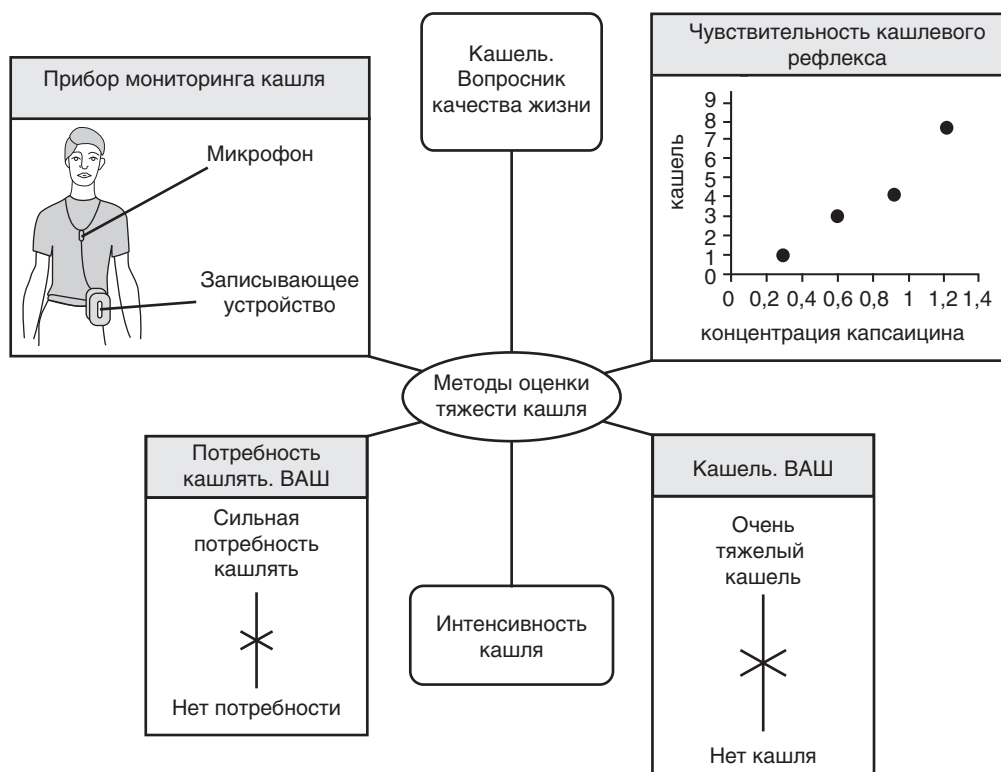 Прибор мониторинга кашля
Микрофон
Записывающее
устройство
Кашель.
Вопросник
качества жизни
Чувствительность кашлевого
рефлекса
кашель
9
8
7
6
5
4
3
2
1
0
0 0,2 0,4 0,6 0,8 1 1,2 1,4
концентрация капсаицина
Методы оценки
тяжести кашля
Потребность
кашлять. ВАШ
Сильная
потребность
кашлять
Нет потребности
Интенсивность
кашля
Кашель. ВАШ
Очень
тяжелый
кашель
Нет кашля